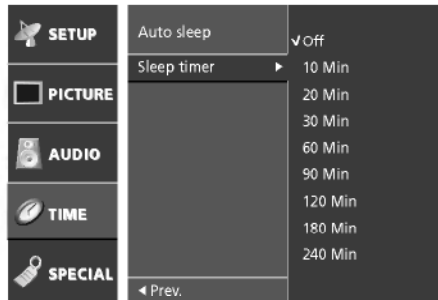 SETUP
PICTURE
AUDIO
TIME
SPECIAL
Auto sleep
Sleep timer ▶
◀ Prev.
✔Off
10 Min
20 Min
30 Min
60 Min
90 Min
120 Min
180 Min
240 Min